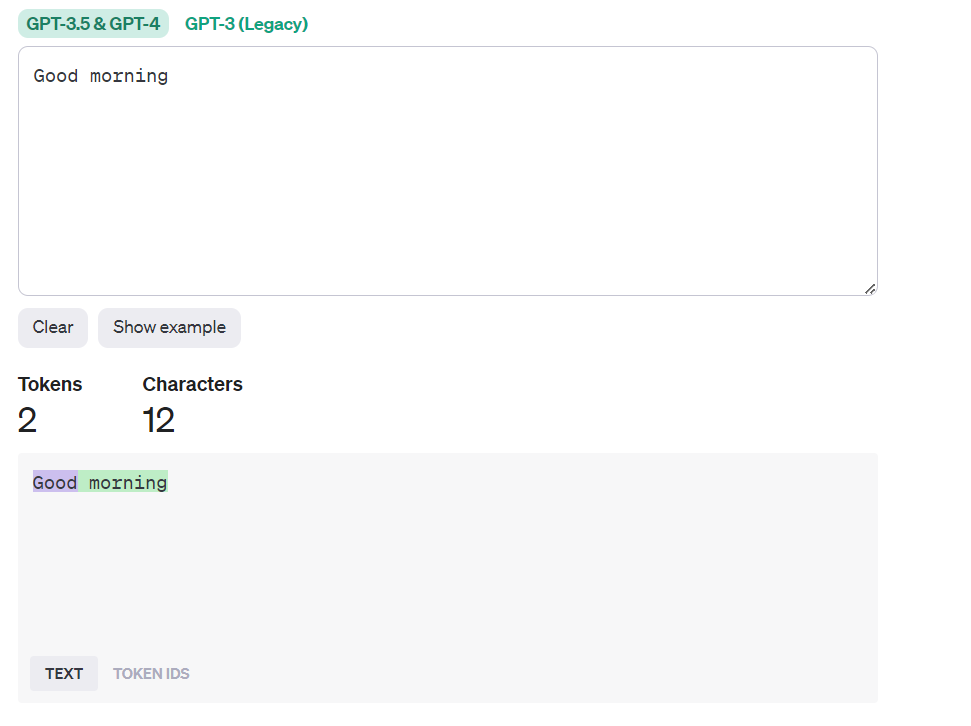 GPT-3.5 & GPT-4 GPT-3 (Legacy)
Good morning
Clear Show example
Tokens Characters
2 12
Good morning
TEXT TOKEN IDS